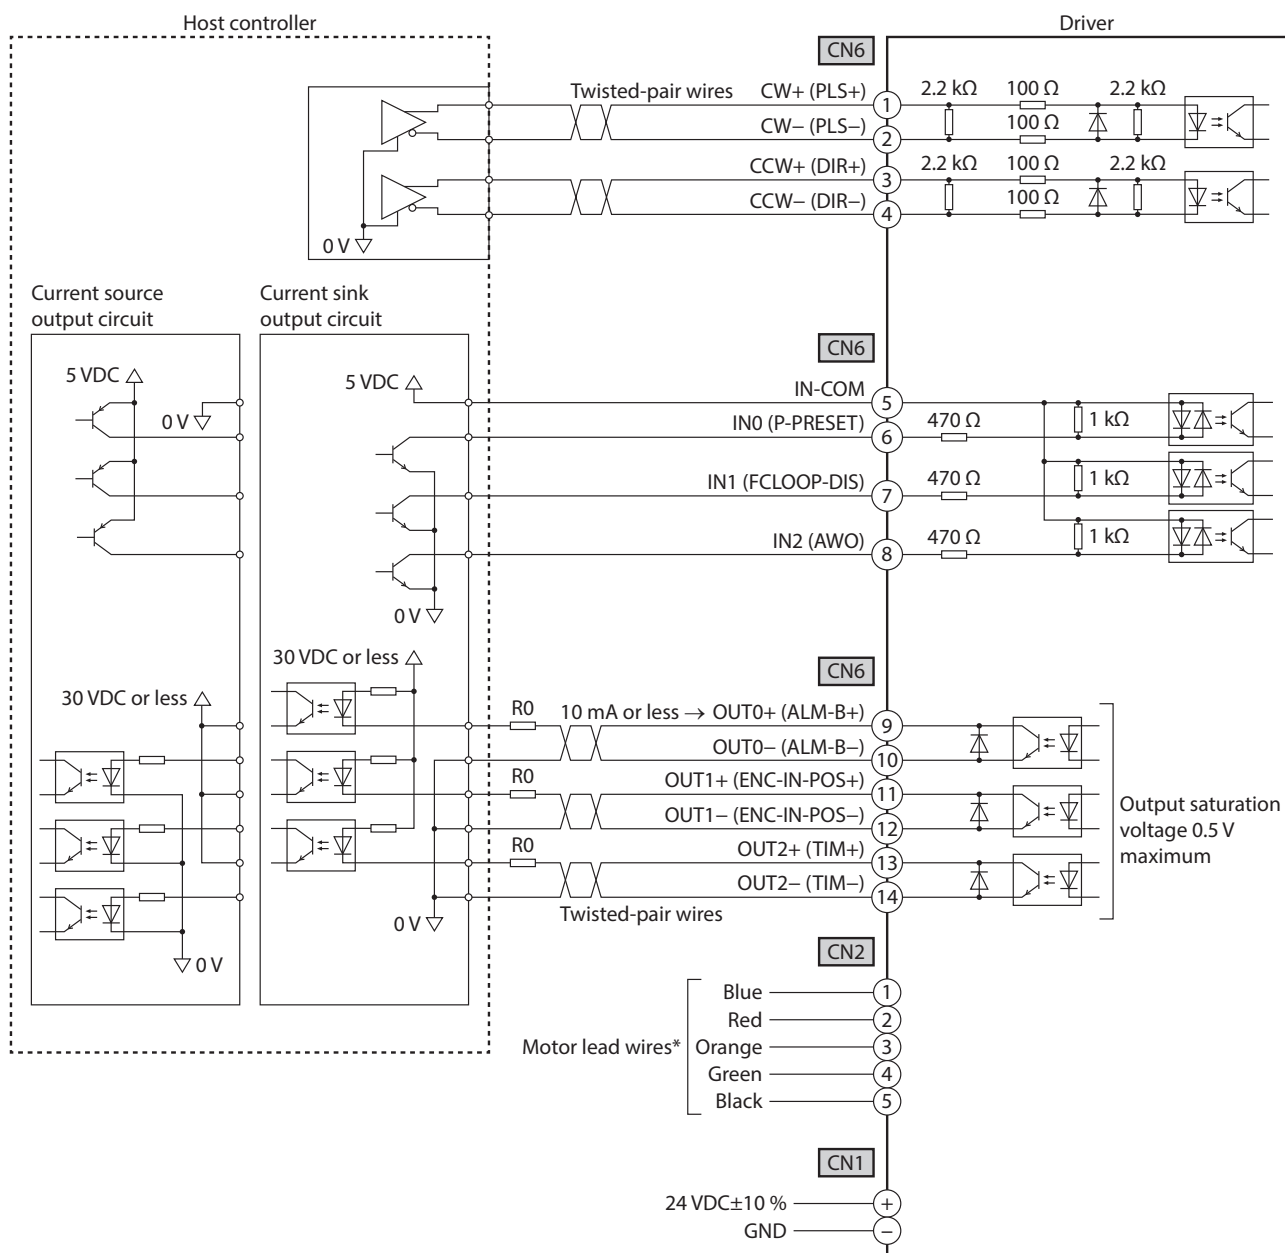 Host controller
Driver
CN6
Twisted-pair wires
CW+ (PLS+)
1
2.2 kΩ
100 Ω
2.2 kΩ
CW− (PLS−)
2
100 Ω
CCW+ (DIR+)
3
2.2 kΩ
100 Ω
2.2 kΩ
CCW− (DIR−)
4
100 Ω
0 V
Current source
output circuit
Current sink
output circuit
CN6
5 VDC
0 V
5 VDC
IN-COM
5
IN0 (P-PRESET)
6
470 Ω
1 kΩ
IN1 (FCLOOP-DIS)
7
470 Ω
1 kΩ
IN2 (AWO)
8
470 Ω
1 kΩ
0 V
CN6
30 VDC or less
30 VDC or less
R0
10 mA or less → OUT0+ (ALM-B+)
9
OUT0− (ALM-B−)
10
R0
OUT1+ (ENC-IN-POS+)
11
OUT1− (ENC-IN-POS−)
12
R0
OUT2+ (TIM+)
13
OUT2− (TIM−)
14
Output saturation
voltage 0.5 V
maximum
0 V
Twisted-pair wires
0 V
CN2
Motor lead wires*
Blue
1
Red
2
Orange
3
Green
4
Black
5
CN1
24 VDC±10 %
+
GND
−